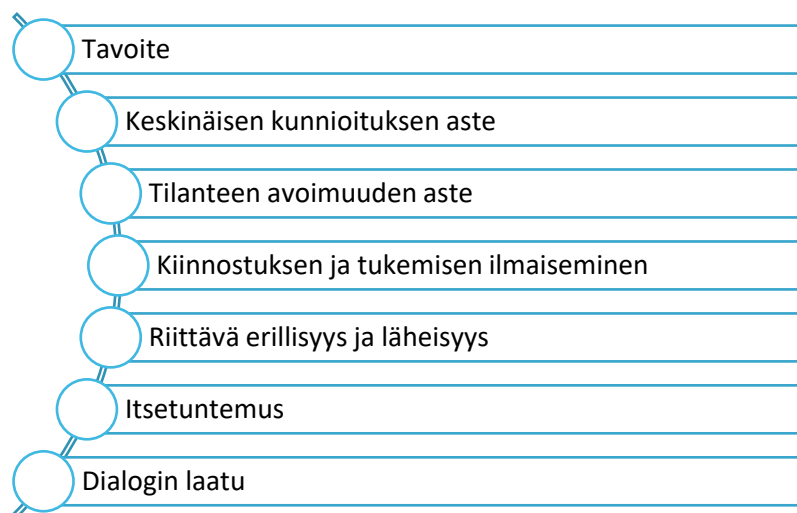 Tavoite
Keskinäisen kunnioituksen aste
Tilanteen avoimuuden aste
Kiinnostuksen ja tukemisen ilmaiseminen
Riittävä erillisyys ja läheisyys
Itsetuntemus
Dialogin laatu